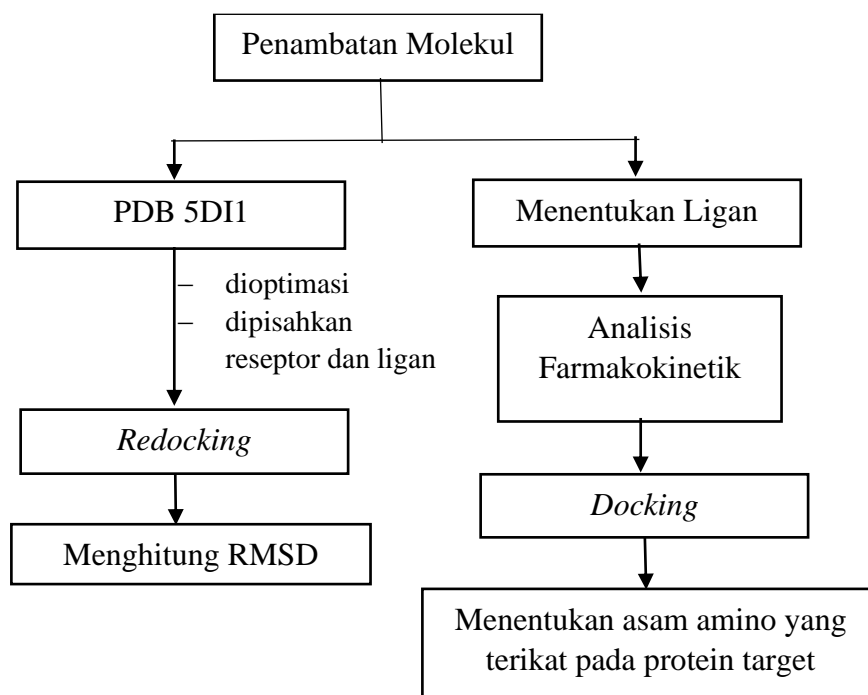 Penambatan Molekul
PDB 5DI1
– dioptimasi
– dipisahkan
reseptor dan ligan
Redocking
Menghitung RMSD
Menentukan Ligan
Analisis
Farmakokinetik
Docking
Menentukan asam amino yang
terikat pada protein target